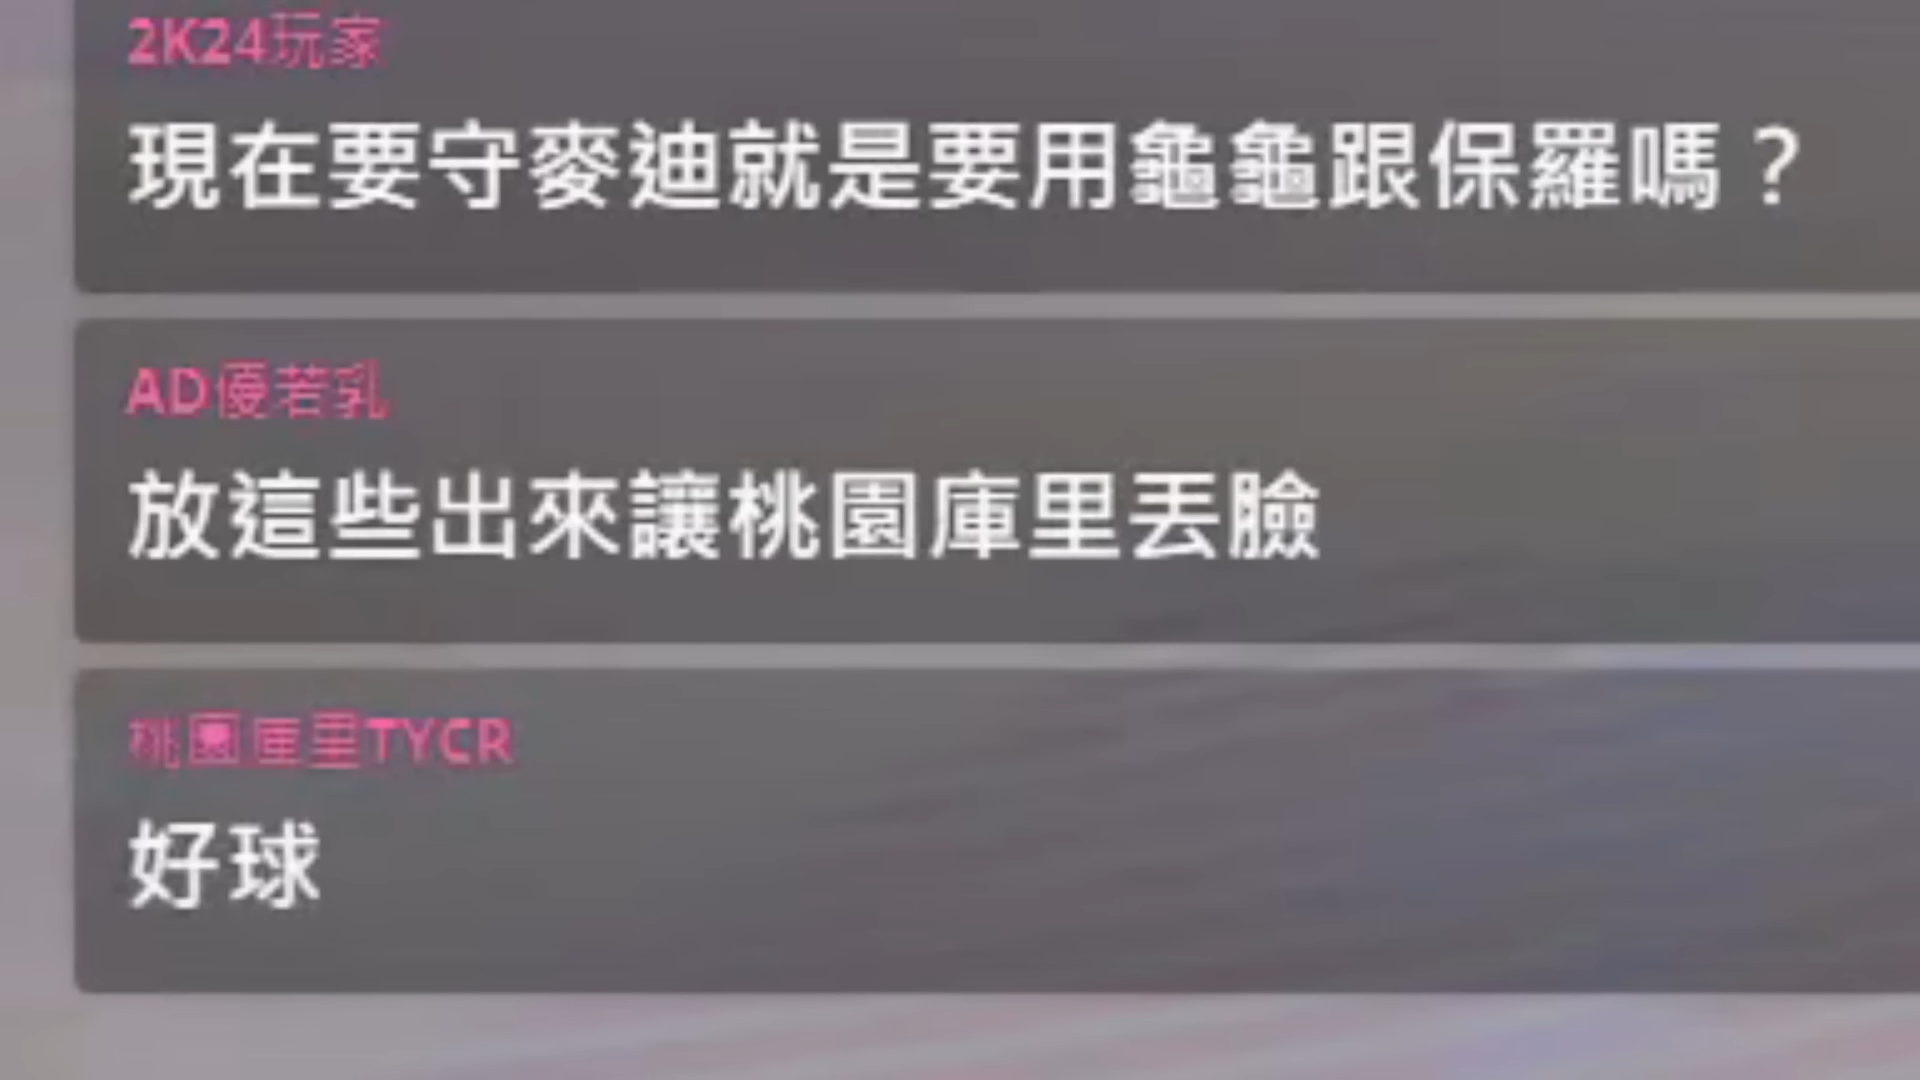 2K24玩家
現在要守麥迪就是要用龜龜跟保羅嗎？
AD優若乳
放這些出來讓桃園庫里丟臉
桃園庫里TYCR
好球